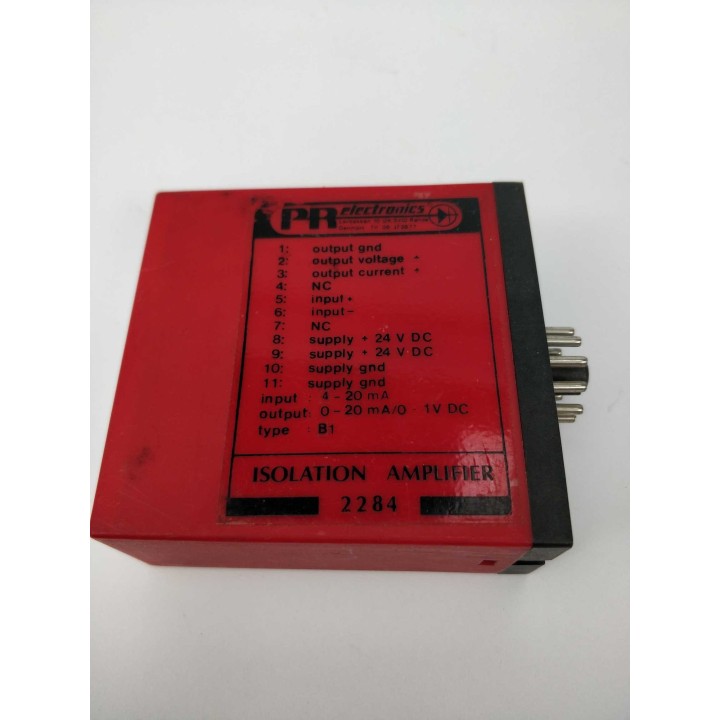 PR electronics
1: output gnd
2: output voltage +
3: output current +
4: NC
5: input +
6: input -
7: NC
8: supply + 24 V DC
9: supply + 24 V DC
10: supply gnd
11: supply gnd
input : 4 - 20 mA
output: 0 - 20 mA/0 - 1V DC
type : B1
ISOLATION AMPLIFIER
2284